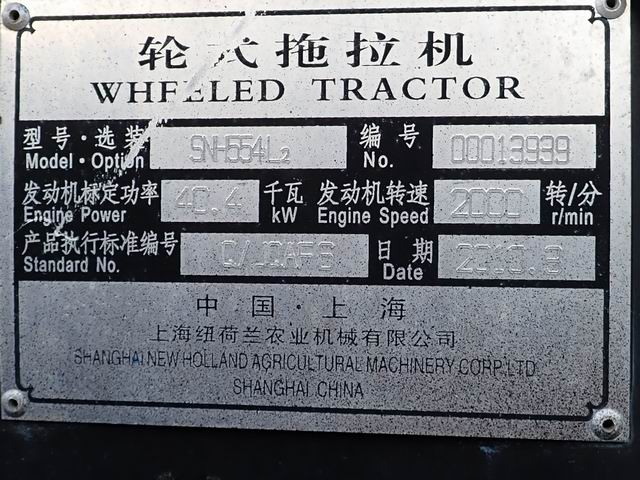 轮式拖拉机
WHEELED TRACTOR
型号·选装 SNH554L2 编号 00013939
Model·Option No.
发动机标定功率 40.4 千瓦 发动机转速 2000 转/分
Engine Power kW Engine Speed r/min
产品执行标准编号 Q/JQAF6 日期 2010.9
Standard No. Date
中国·上海
上海纽荷兰农业机械有限公司
SHANGHAI NEW HOLLAND AGRICULTURAL MACHINERY CORP.LTD
SHANGHAI CHINA